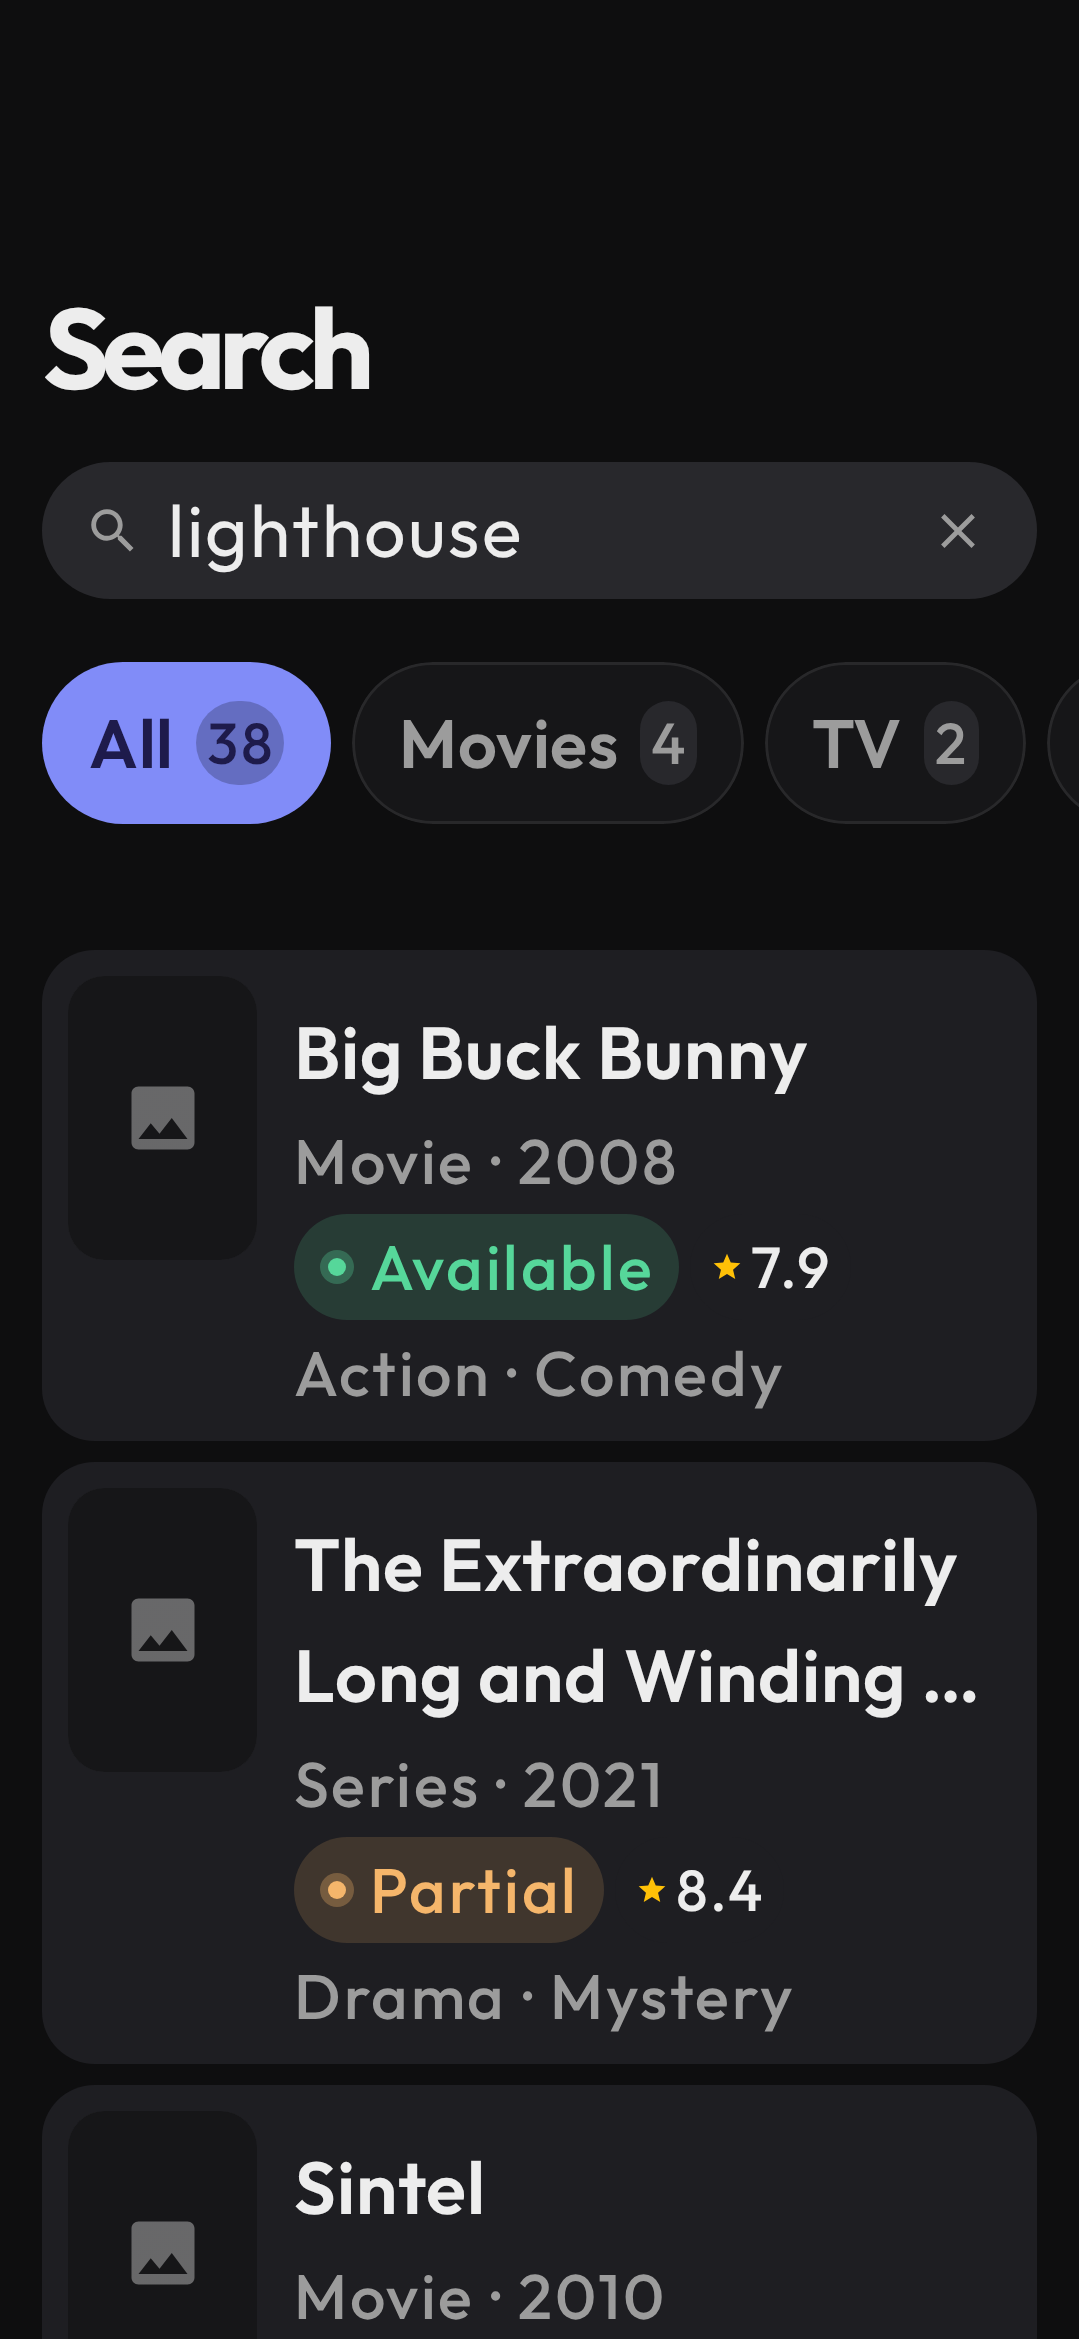 Search
lighthouse
All 38 Movies 4 TV 2
Big Buck Bunny
Movie · 2008
Available 7.9
Action · Comedy
The Extraordinarily
Long and Winding ...
Series · 2021
Partial 8.4
Drama · Mystery
Sintel
Movie · 2010